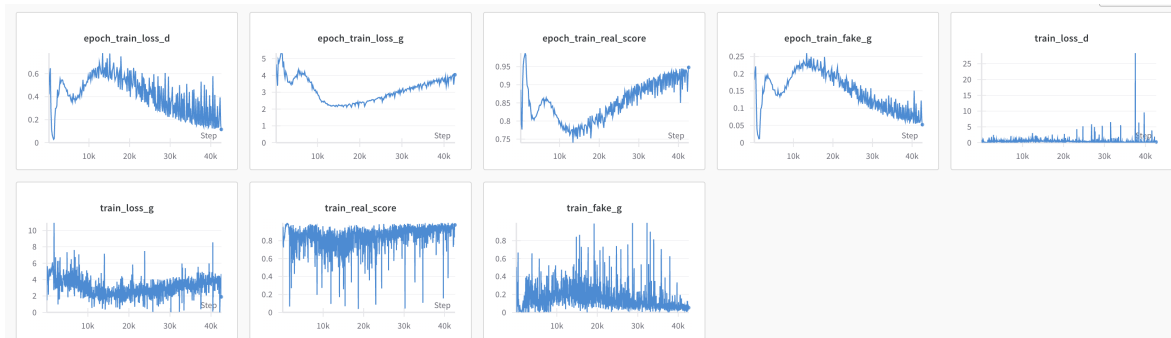 epoch_train_loss_d
0.6
0.4
0.2
0
Step
10k 20k 30k 40k
epoch_train_loss_g
5
4
3
2
1
0
Step
10k 20k 30k 40k
epoch_train_real_score
0.95
0.9
0.85
0.8
0.75
Step
10k 20k 30k 40k
epoch_train_fake_g
0.25
0.2
0.15
0.1
0.05
0
Step
10k 20k 30k 40k
train_loss_d
25
20
15
10
5
0
Step
10k 20k 30k 40k
train_loss_g
10
8
6
4
2
0
Step
10k 20k 30k 40k
train_real_score
0.8
0.6
0.4
0.2
0
Step
10k 20k 30k 40k
train_fake_g
0.8
0.6
0.4
0.2
0
Step
10k 20k 30k 40k